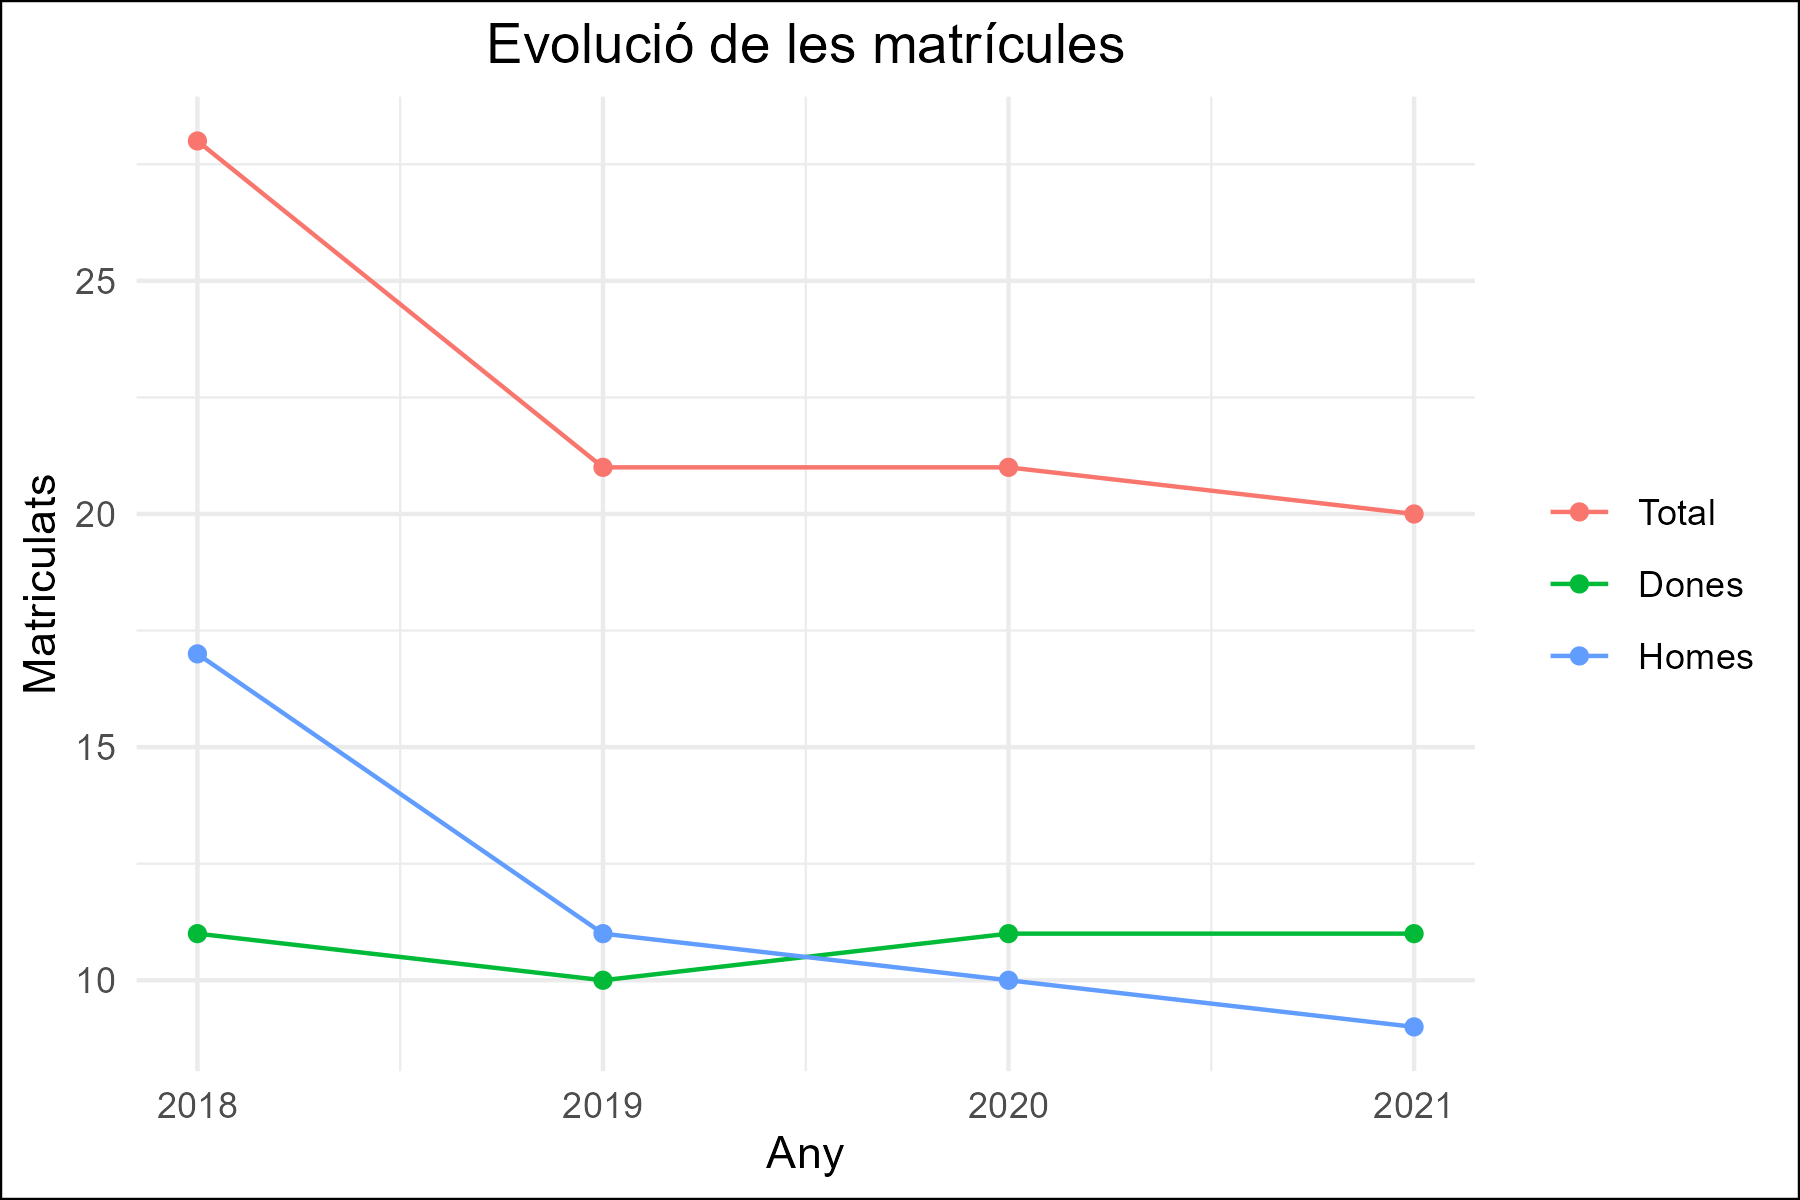 Evolució de les matrícules
Matriculats
25
20
15
10
2018
2019
2020
2021
Any
Total
Dones
Homes